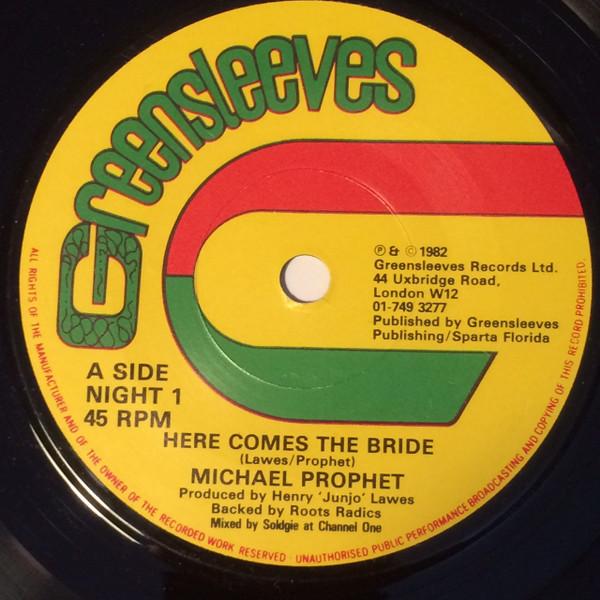 Greensleeves
℗ & © 1982
Greensleeves Records Ltd.
44 Uxbridge Road,
London W12
01-749 3277
Published by Greensleeves
Publishing/Sparta Florida
A SIDE
NIGHT 1
45 RPM
HERE COMES THE BRIDE
(Lawes/Prophet)
MICHAEL PROPHET
Produced by Henry 'Junjo' Lawes
Backed by Roots Radics
Mixed by Soldgie at Channel One
ALL RIGHTS OF THE MANUFACTURER AND OF THE OWNER OF THE RECORDED WORK RESERVED · UNAUTHORISED PUBLIC PERFORMANCE BROADCASTING AND COPYING OF THIS RECORD PROHIBITED.